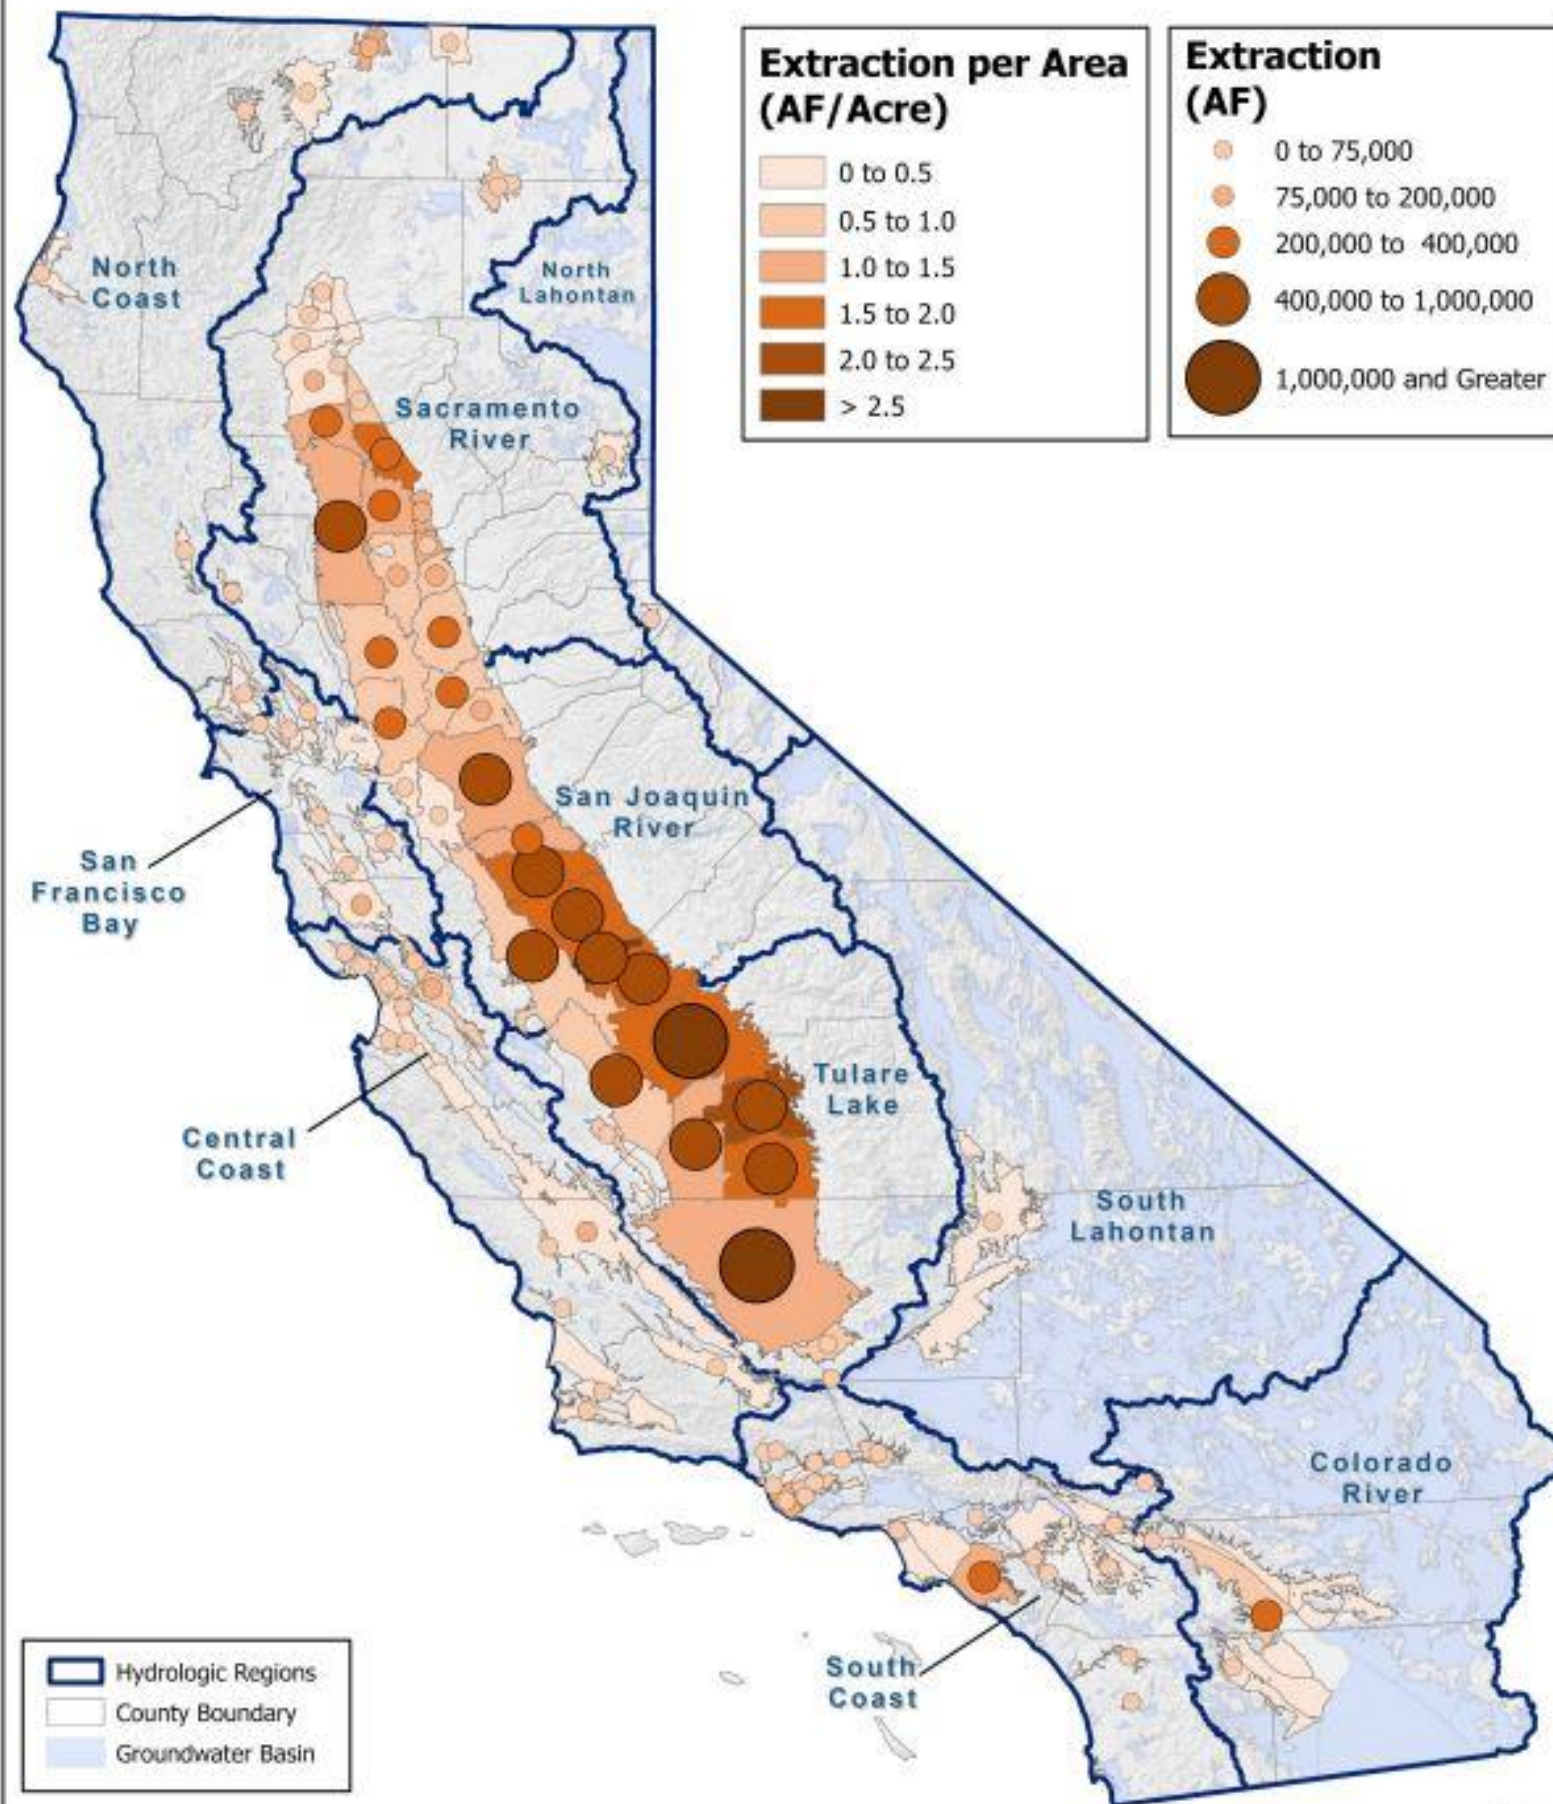 Extraction per Area
(AF/Acre)
0 to 0.5
0.5 to 1.0
1.0 to 1.5
1.5 to 2.0
2.0 to 2.5
> 2.5
Extraction
(AF)
0 to 75,000
75,000 to 200,000
200,000 to 400,000
400,000 to 1,000,000
1,000,000 and Greater
North
Coast
North
Lahontan
Sacramento
River
San Joaquin
River
San
Francisco
Bay
Tulare
Lake
Central
Coast
South
Lahontan
Colorado
River
South
Coast
Hydrologic Regions
County Boundary
Groundwater Basin